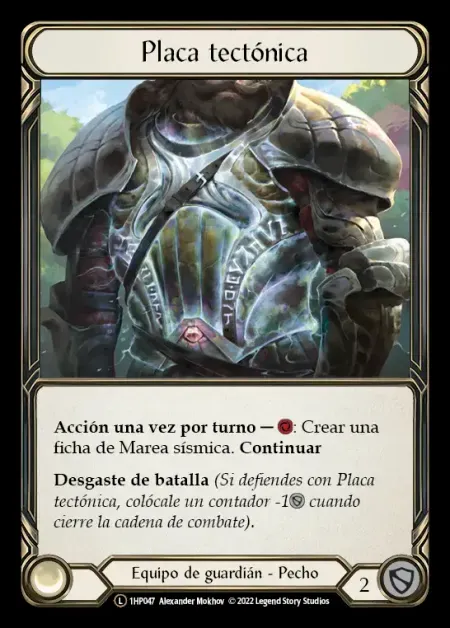 Placa tectónica
Acción una vez por turno — : Crear una
ficha de Marea sísmica. Continuar
Desgaste de batalla (Si defiendes con Placa
tectónica, colócale un contador -1 cuando
cierre la cadena de combate).
Equipo de guardián - Pecho
2
L 1HP047 Alexander Mokhov © 2022 Legend Story Studios